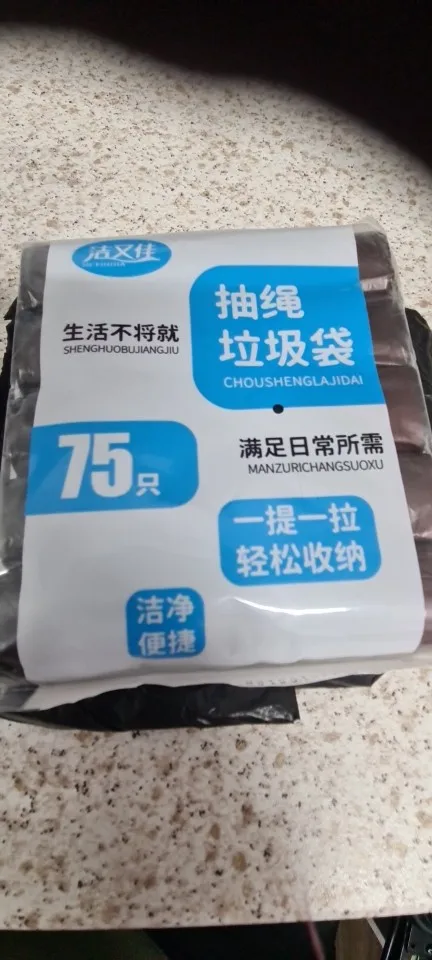 洁又佳
JIEYOUJIA
抽绳
垃圾袋
CHOUSHENGLAJIDAI
生活不将就
SHENGHUOBUJIANGJIU
75只
满足日常所需
MANZURICHANGSUOXU
一提一拉
轻松收纳
洁净
便捷